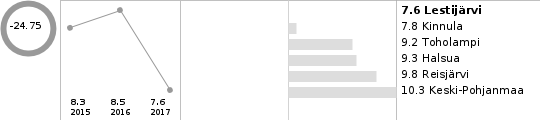 -24.75
8.3 8.5 7.6
2015 2016 2017
7.6 Lestijärvi
7.8 Kinnula
9.2 Toholampi
9.3 Halsua
9.8 Reisjärvi
10.3 Keski-Pohjanmaa